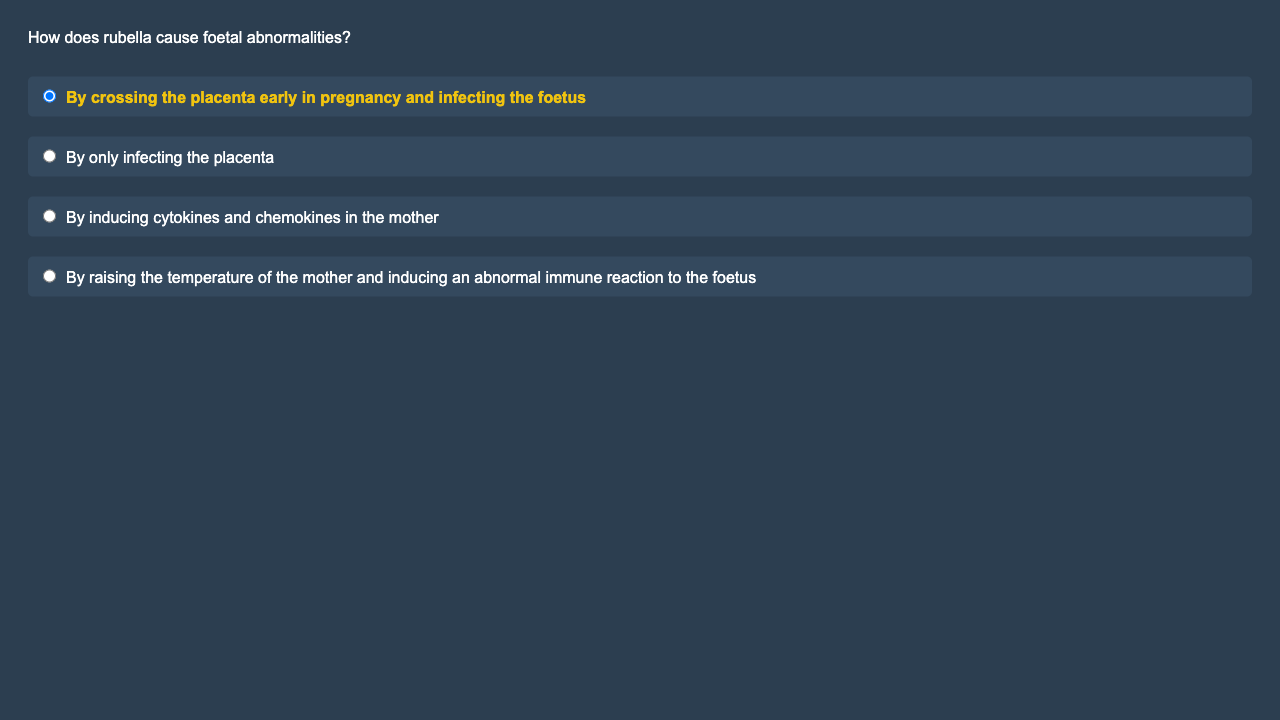 How does rubella cause foetal abnormalities?
By crossing the placenta early in pregnancy and infecting the foetus
By only infecting the placenta
By inducing cytokines and chemokines in the mother
By raising the temperature of the mother and inducing an abnormal immune reaction to the foetus